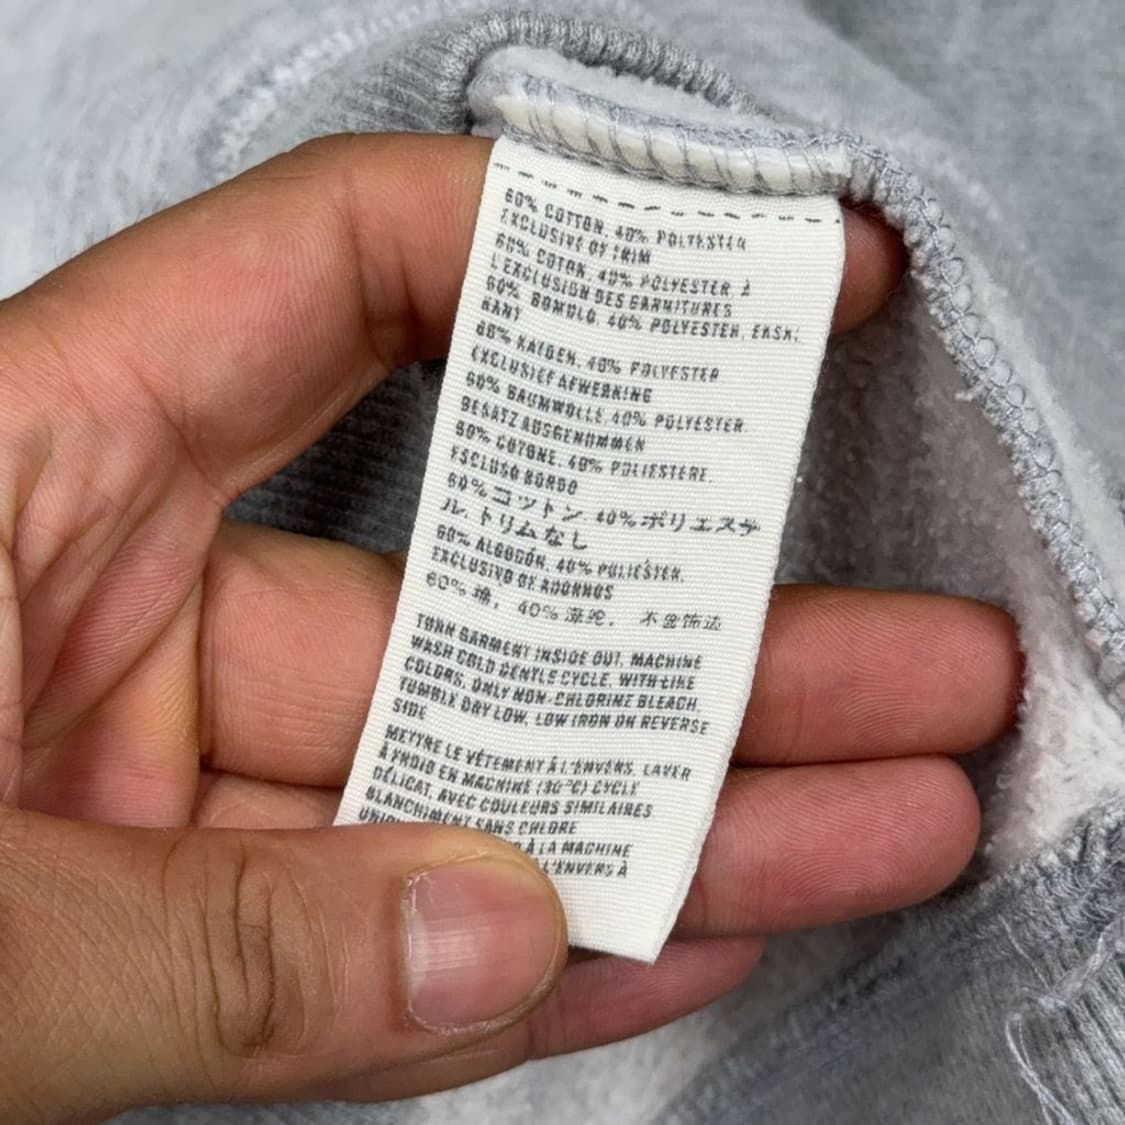 60% COTTON, 40% POLYESTER
EXCLUSIVE OF TRIM
60% COTON, 40% POLYESTER, À
L'EXCLUSION DES GARNITURES
60% BOMULD, 40% POLYESTER, EKSK.
KANT
60% KATOEN, 40% POLYESTER
EXCLUSIEF AFWERKING
60% BAUMWOLLE, 40% POLYESTER
BESATZ AUSGENOMMEN
60% COTONE, 40% POLIESTERE,
ESCLUSO BORDO
60% コットン, 40% ポリエステ
ル, トリムなし
60% ALGODÓN, 40% POLIÉSTER,
EXCLUSIVO DE ADORNOS
60% 棉, 40% 涤纶, 不含饰边
TURN GARMENT INSIDE OUT, MACHINE
WASH COLD GENTLE CYCLE, WITH LIKE
COLORS, ONLY NON-CHLORINE BLEACH,
TUMBLE DRY LOW, LOW IRON ON REVERSE
SIDE
METTRE LE VÊTEMENT À L'ENVERS, LAVER
À FROID EN MACHINE (30°C) CYCLE
DÉLICAT, AVEC COULEURS SIMILAIRES
BLANCHIMENT SANS CHLORE
À LA MACHINE
L'ENVERS À